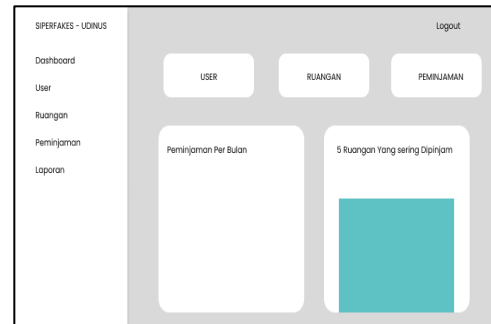 SIPERFAKES - UDINUS
Logout
Dashboard
User
Ruangan
Peminjaman
Laporan
USER
RUANGAN
PEMINJAMAN
Peminjaman Per Bulan
5 Ruangan Yang sering Dipinjam